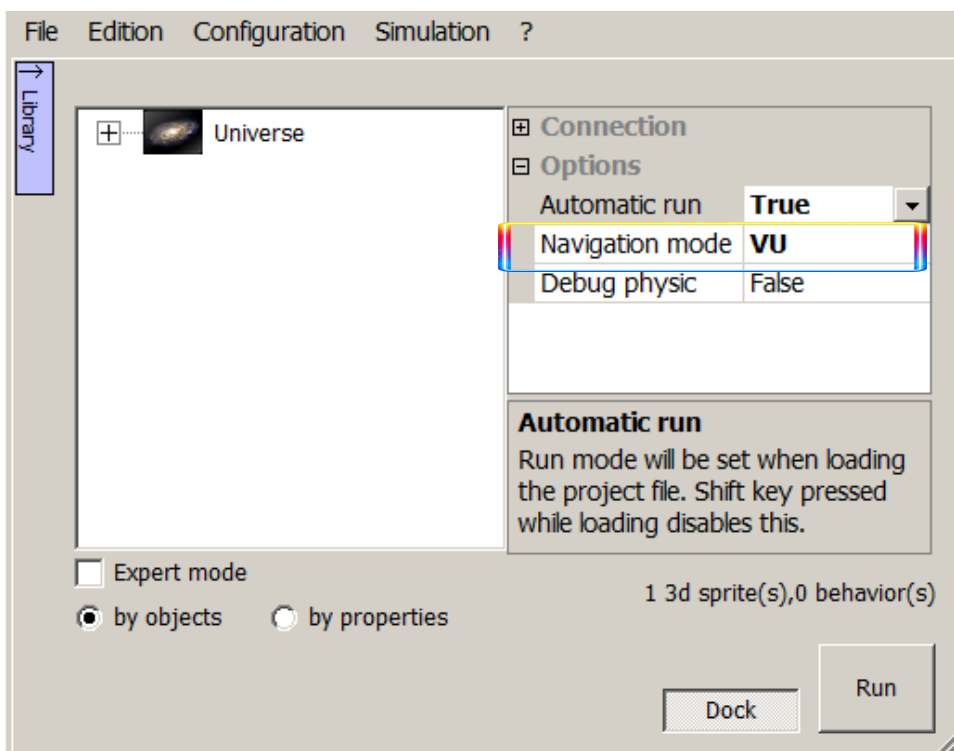 File Edition Configuration Simulation ?
↑ Library
Universe
Connection
Options
Automatic run True
Navigation mode VU
Debug physic False
Automatic run
Run mode will be set when loading
the project file. Shift key pressed
while loading disables this.
Expert mode
1 3d sprite(s),0 behavior(s)
by objects by properties
Run
Dock